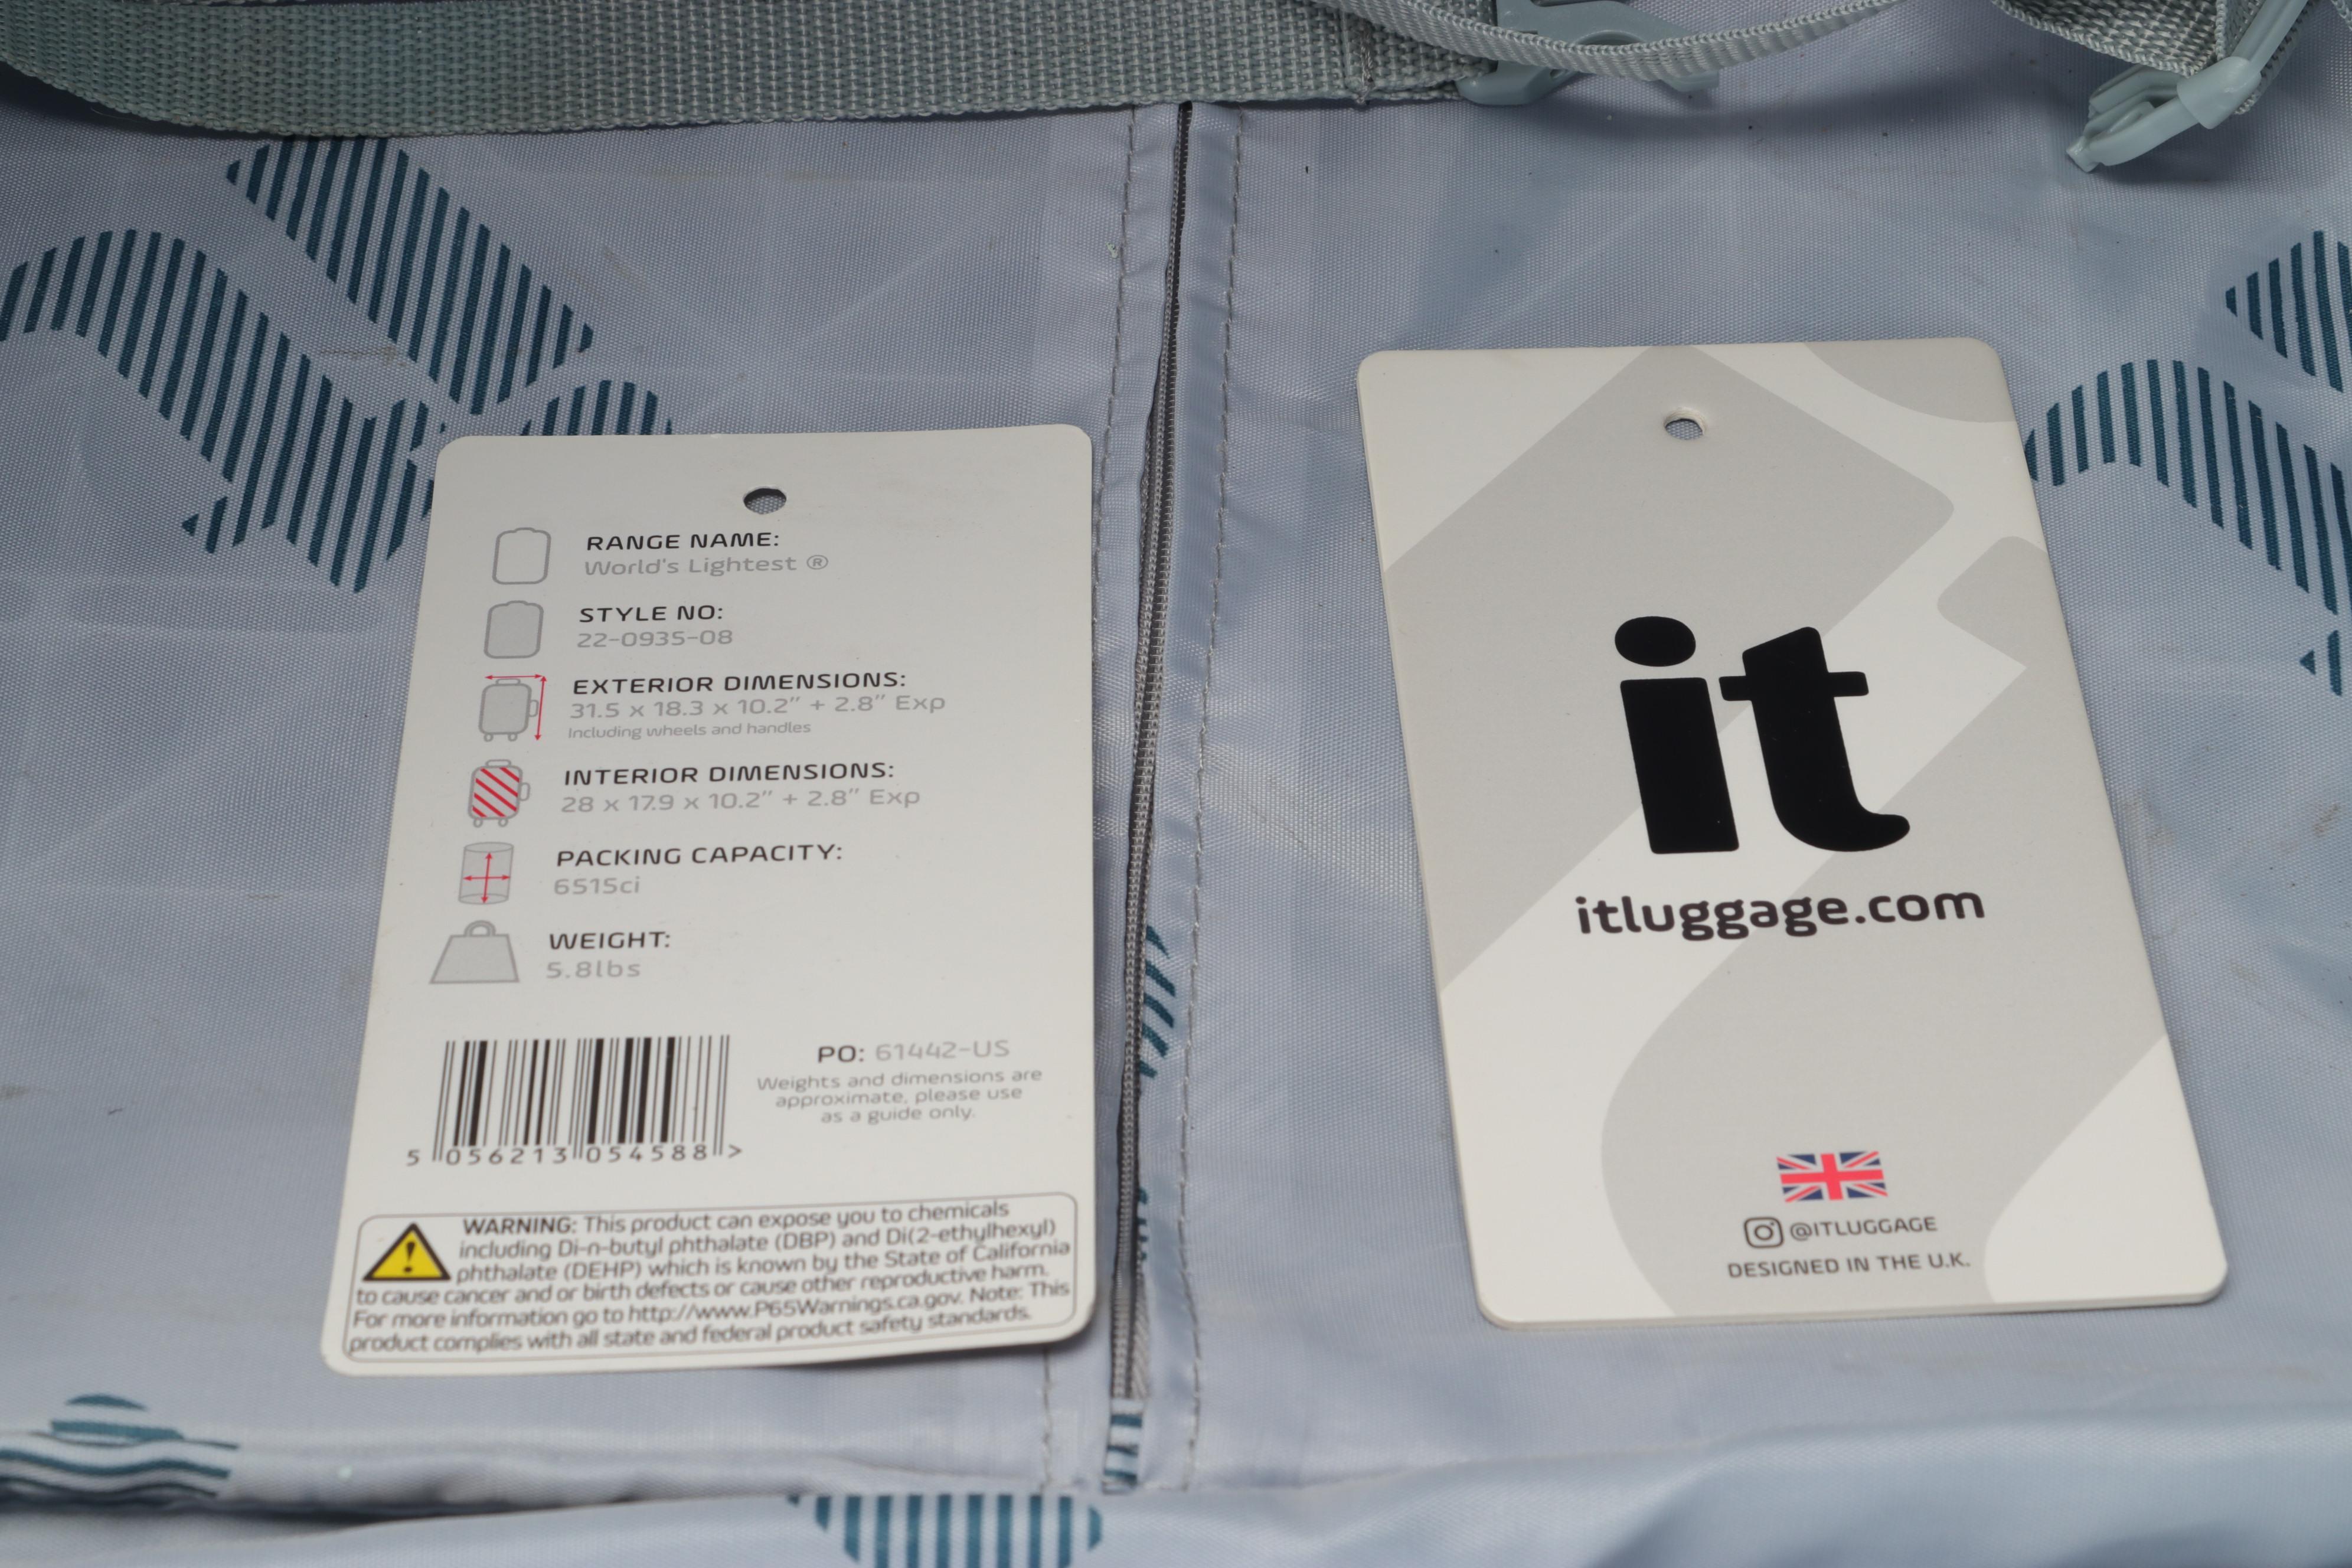 RANGE NAME:
World's Lightest ®
STYLE NO:
22-0935-08
EXTERIOR DIMENSIONS:
31.5 x 18.3 x 10.2" + 2.8" Exp
Including wheels and handles
INTERIOR DIMENSIONS:
28 x 17.9 x 10.2" + 2.8" Exp
PACKING CAPACITY:
6515ci
WEIGHT:
5.8lbs
5 056213 054588 >
PO: 61442-US
Weights and dimensions are
approximate, please use
as a guide only.
WARNING: This product can expose you to chemicals
including Di-n-butyl phthalate (DBP) and Di(2-ethylhexyl)
phthalate (DEHP) which is known by the State of California
to cause cancer and or birth defects or cause other reproductive harm.
For more information go to http://www.P65Warnings.ca.gov. Note: This
product complies with all state and federal product safety standards.
it
itluggage.com
@ITLUGGAGE
DESIGNED IN THE U.K.